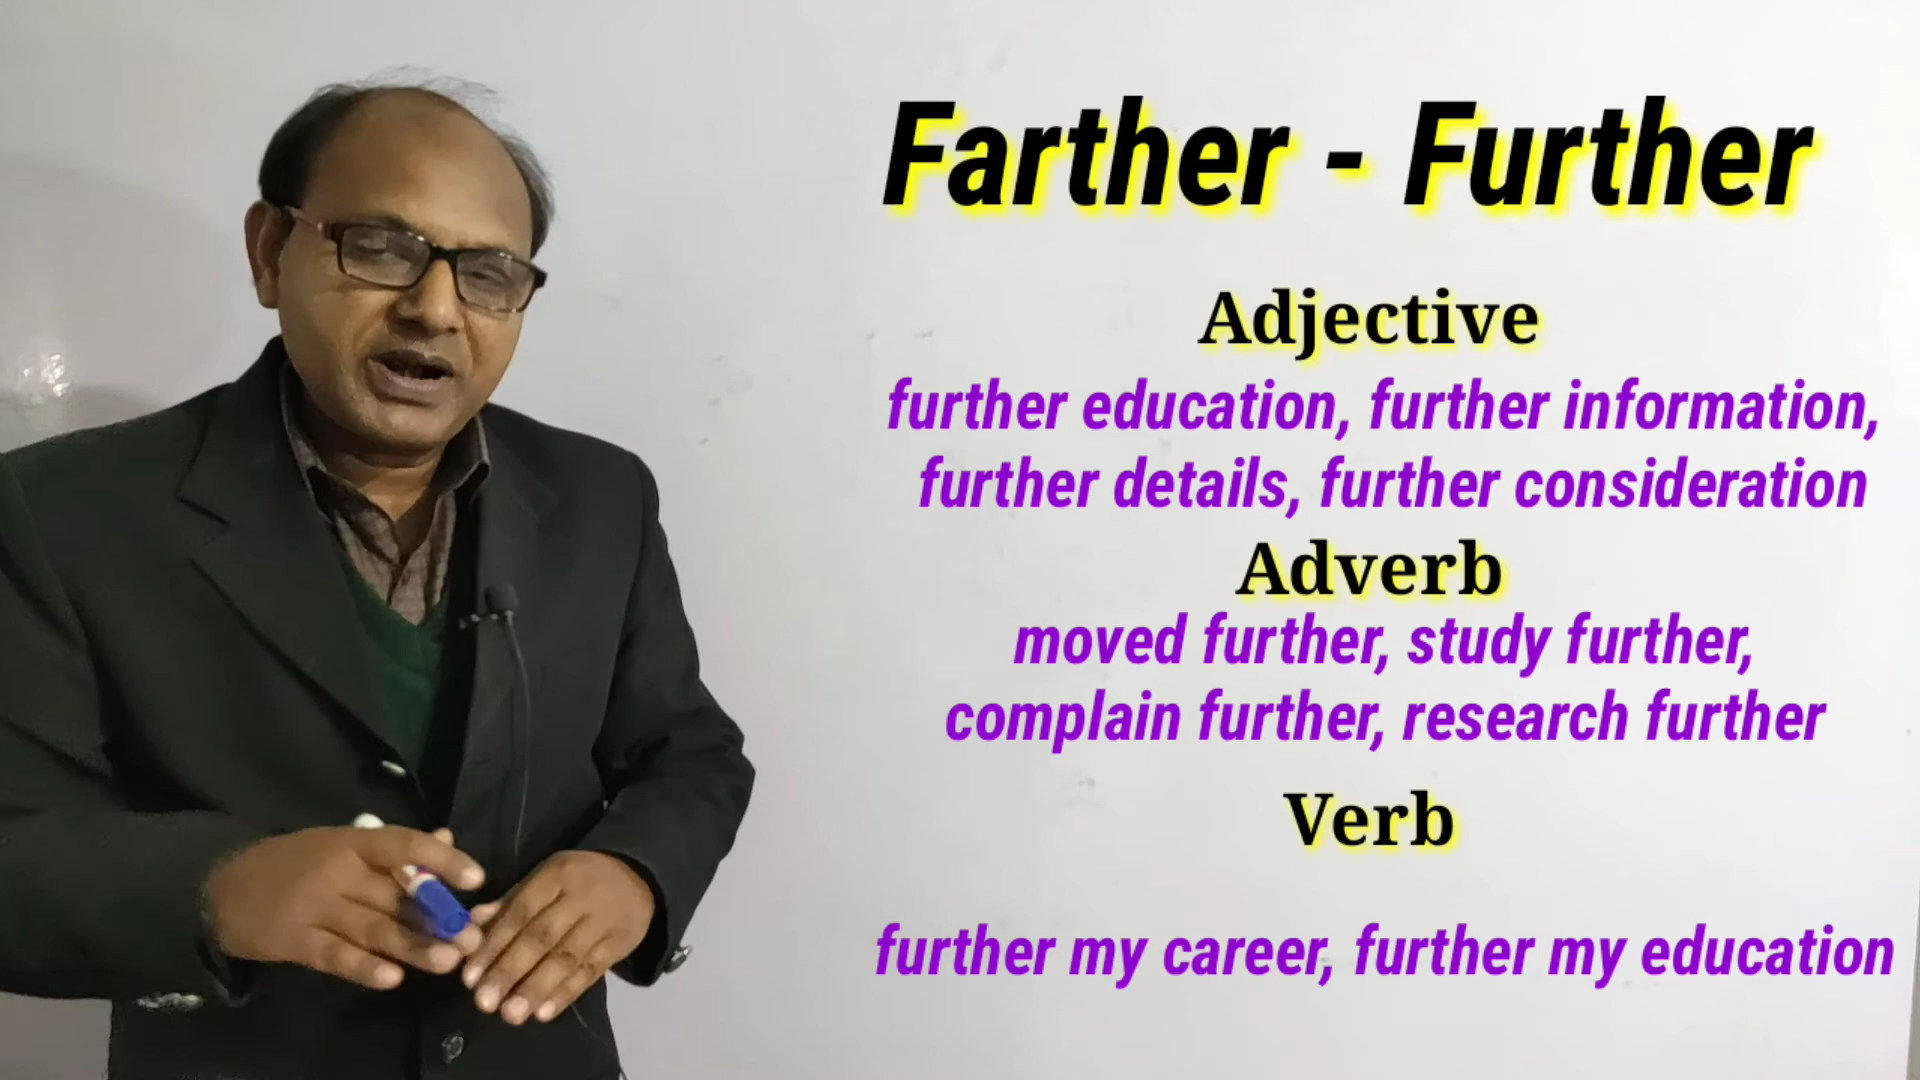 Farther - Further
Adjective
further education, further information,
further details, further consideration
Adverb
moved further, study further,
complain further, research further
Verb
further my career, further my education